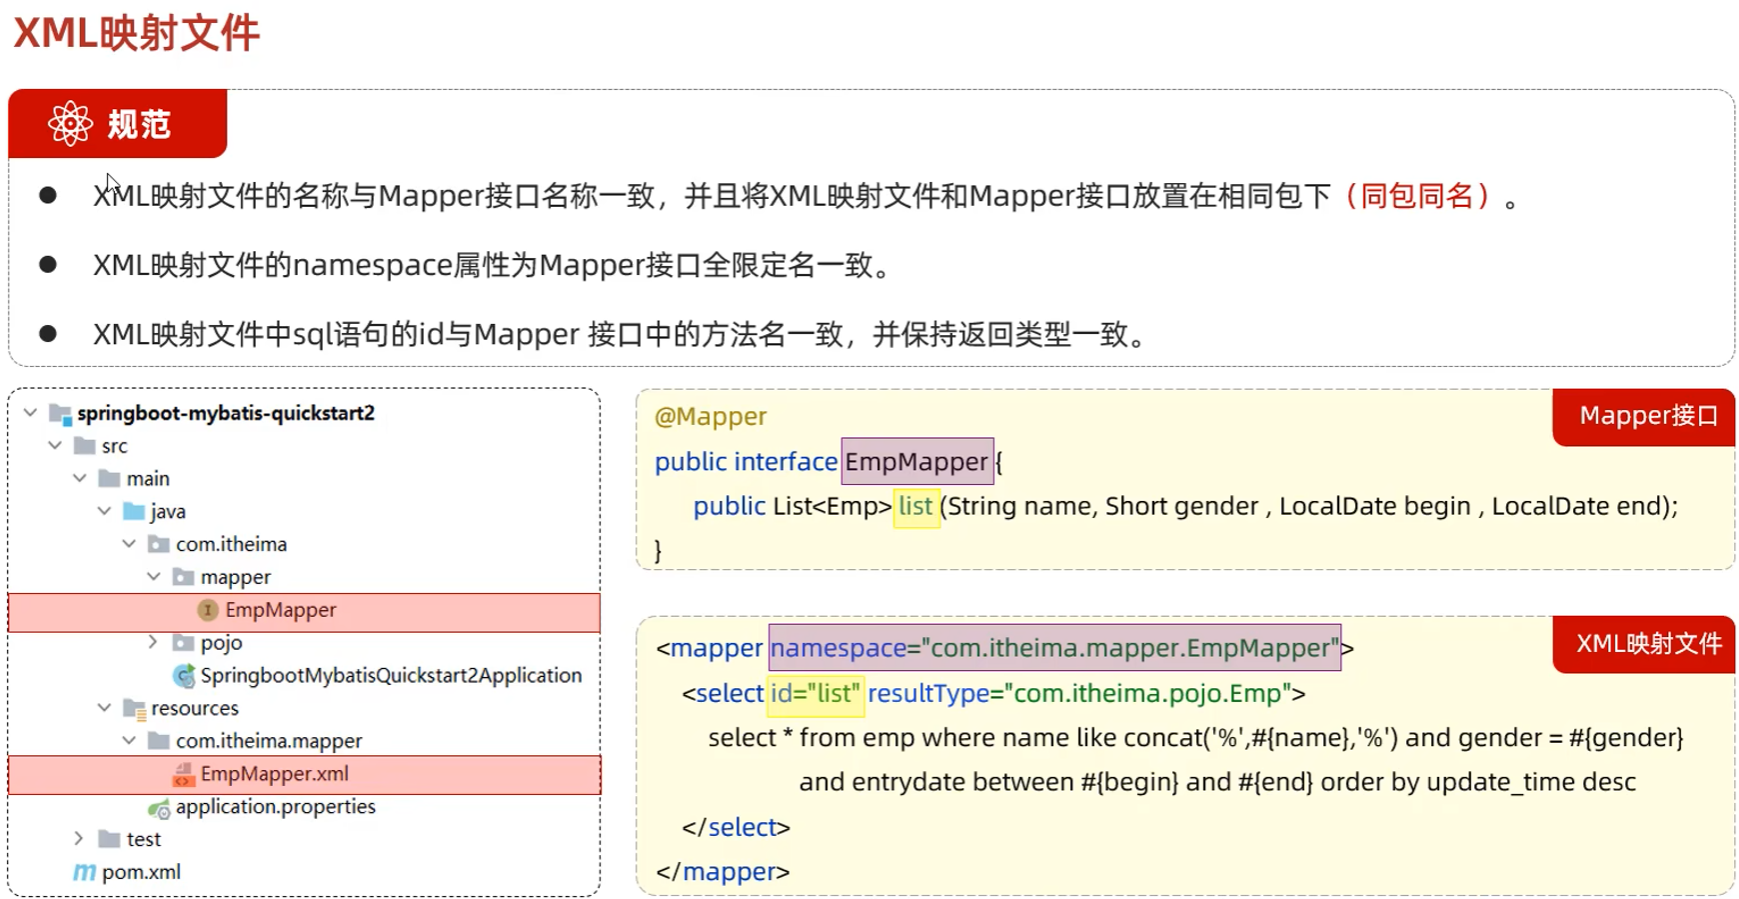 XML映射文件
规范
● XML映射文件的名称与Mapper接口名称一致，并且将XML映射文件和Mapper接口放置在相同包下（同包同名）。
● XML映射文件的namespace属性为Mapper接口全限定名一致。
● XML映射文件中sql语句的id与Mapper 接口中的方法名一致，并保持返回类型一致。
springboot-mybatis-quickstart2
src
main
java
com.itheima
mapper
EmpMapper
pojo
SpringbootMybatisQuickstart2Application
resources
com.itheima.mapper
EmpMapper.xml
application.properties
test
pom.xml
Mapper接口
@Mapper
public interface EmpMapper {
public List<Emp> list (String name, Short gender , LocalDate begin , LocalDate end);
}
XML映射文件
<mapper namespace="com.itheima.mapper.EmpMapper">
<select id="list" resultType="com.itheima.pojo.Emp">
select * from emp where name like concat('%',#{name},'%') and gender = #{gender}
and entrydate between #{begin} and #{end} order by update_time desc
</select>
</mapper>